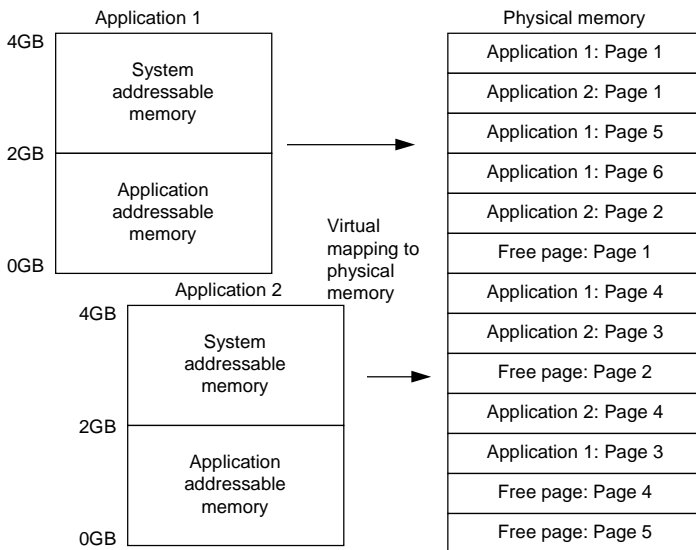 Application 1
4GB
System
addressable
memory
2GB
Application
addressable
memory
0GB
Application 2
4GB
System
addressable
memory
2GB
Application
addressable
memory
0GB
Virtual
mapping to
physical
memory
Physical memory
Application 1: Page 1
Application 2: Page 1
Application 1: Page 5
Application 1: Page 6
Application 2: Page 2
Free page: Page 1
Application 1: Page 4
Application 2: Page 3
Free page: Page 2
Application 2: Page 4
Application 1: Page 3
Free page: Page 4
Free page: Page 5